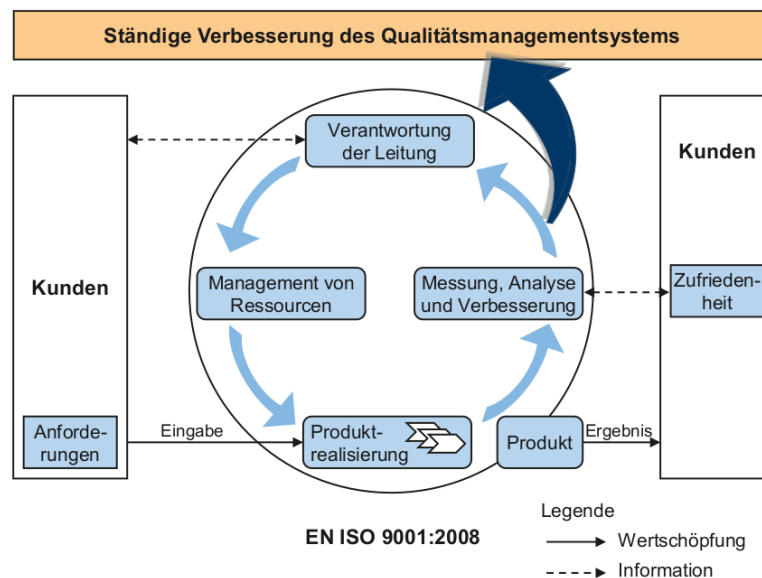 Ständige Verbesserung des Qualitätsmanagementsystems
Verantwortung
der Leitung
Kunden
Kunden
Management von
Ressourcen
Messung, Analyse
und Verbesserung
Zufrieden-
heit
Anforde-
rungen
Eingabe
Produkt-
realisierung
Produkt
Ergebnis
EN ISO 9001:2008
Legende
Wertschöpfung
Information